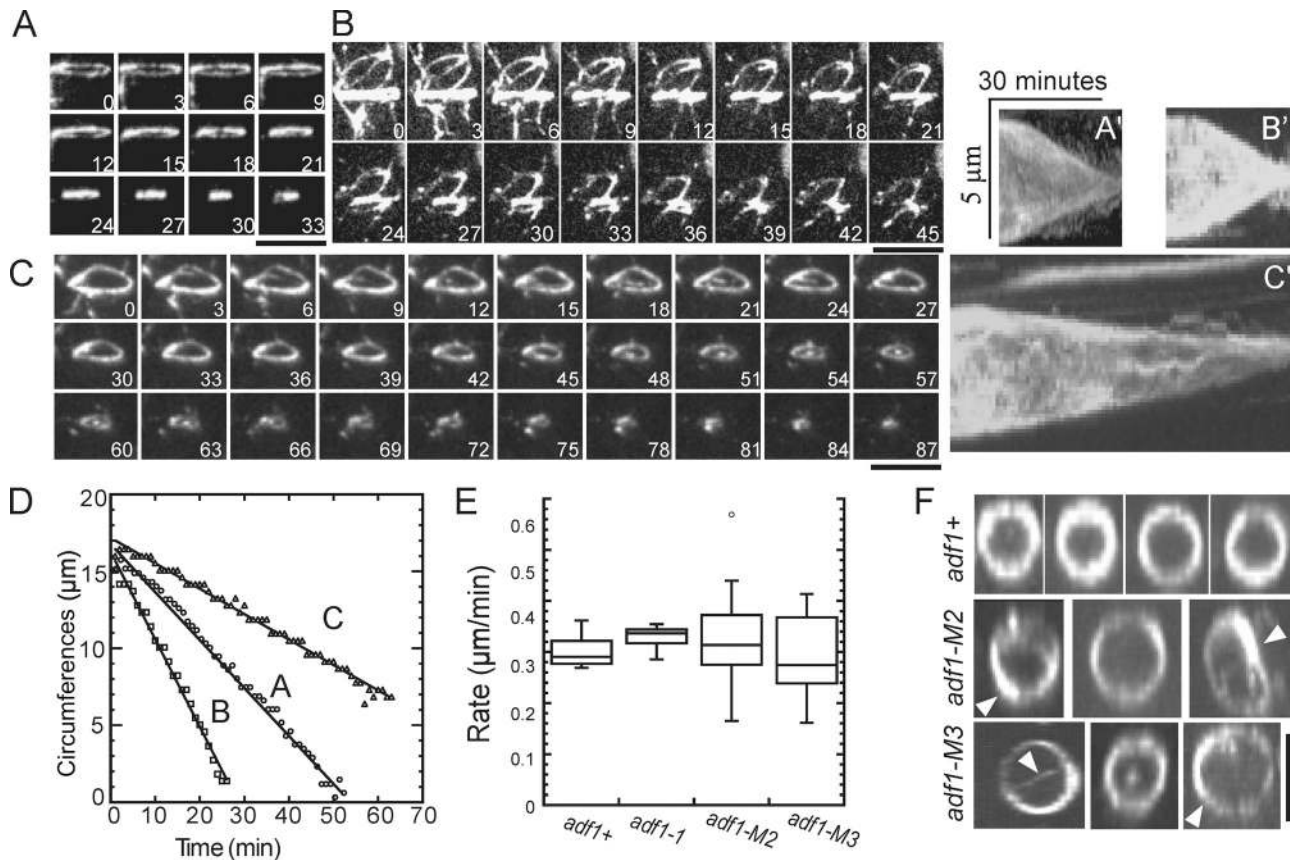 A
0 3 6 9
12 15 18 21
24 27 30 33
B
0 3 6 9 12 15 18 21
24 27 30 33 36 39 42 45
30 minutes
5 µm
A'
B'
C
0 3 6 9 12 15 18 21 24 27
30 33 36 39 42 45 48 51 54 57
60 63 66 69 72 75 78 81 84 87
C'
D
Circumferences (µm)
20
15
10
5
0
C
A
B
0 10 20 30 40 50 60 70
Time (min)
E
Rate (µm/min)
0.6
0.5
0.4
0.3
0.2
0.1
0
adf1+ adf1-1 adf1-M2 adf1-M3
F
adf1+
adf1-M2
adf1-M3